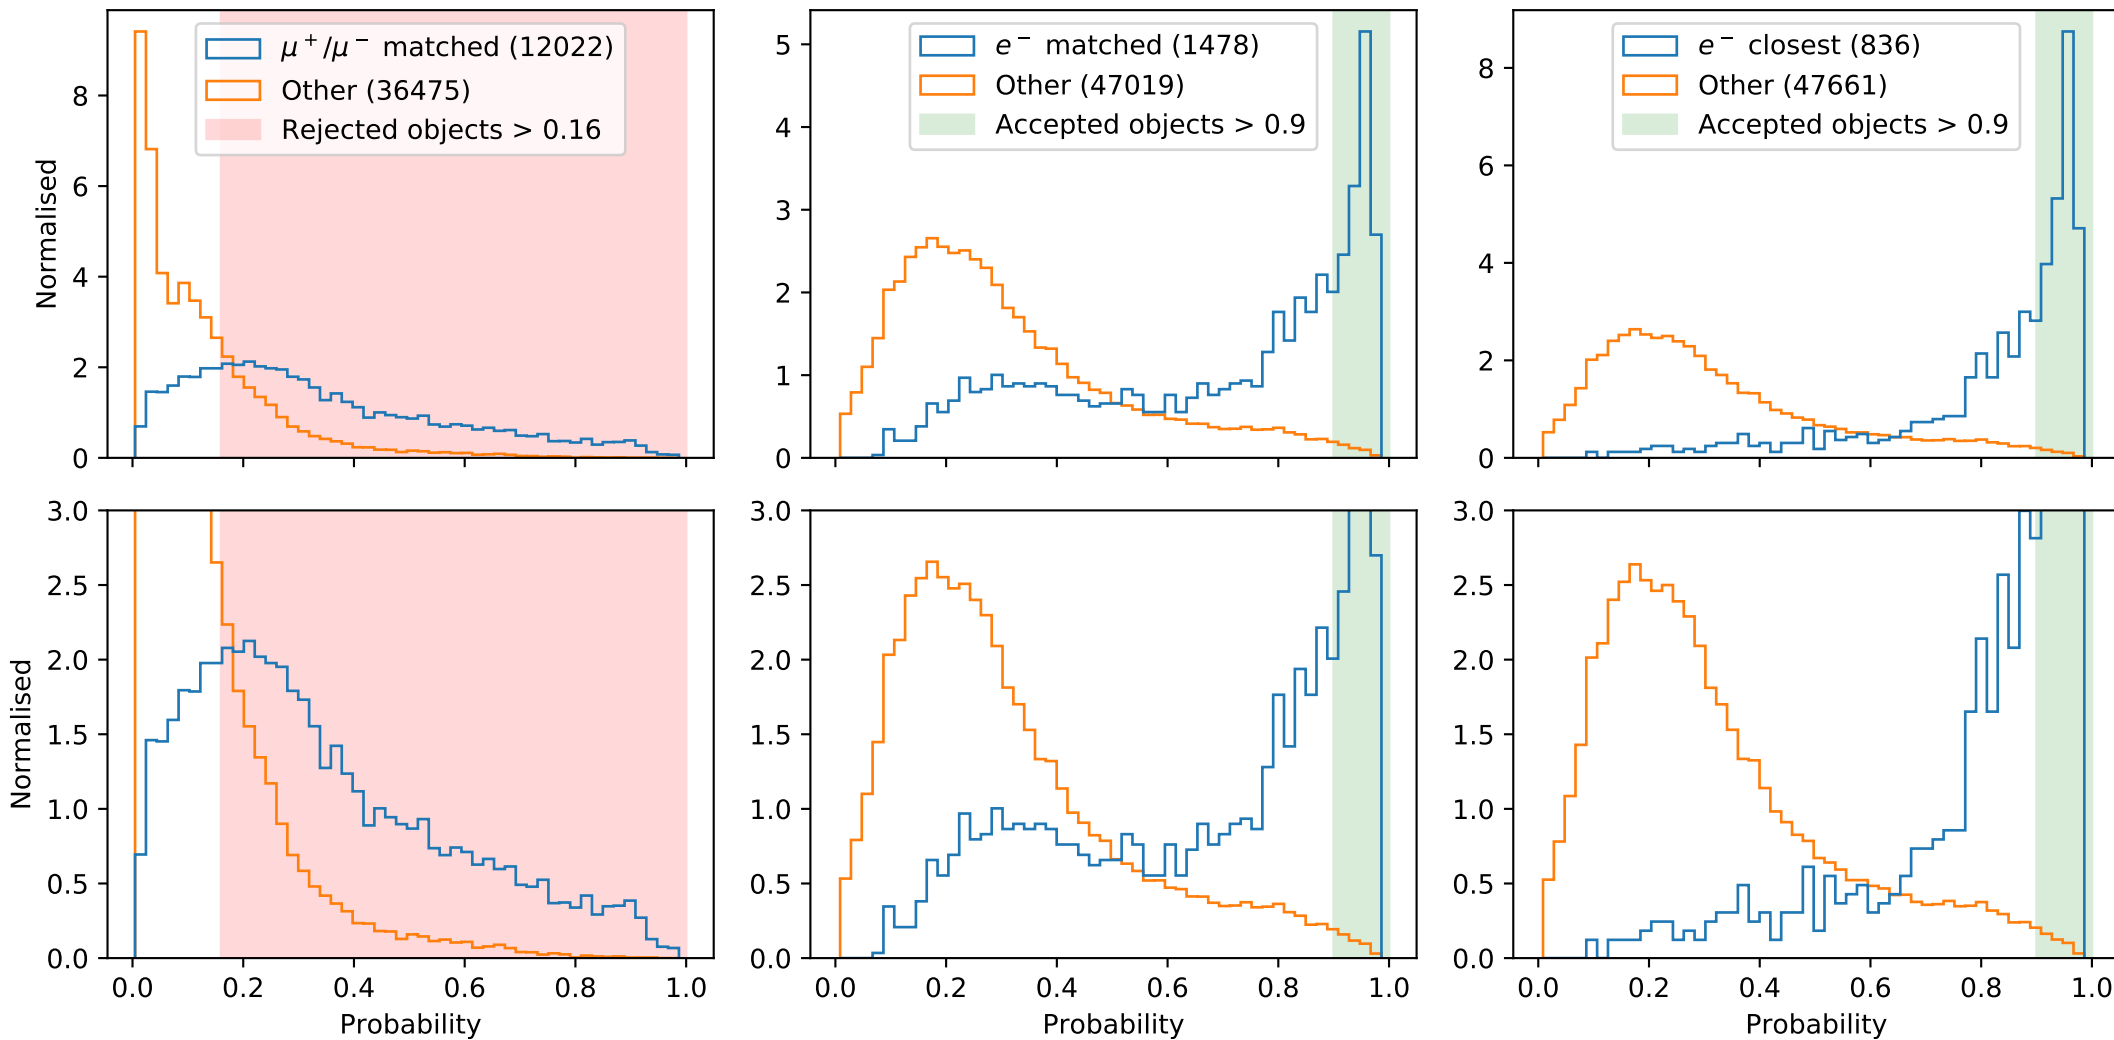 μ⁺/μ⁻ matched (12022)
Other (36475)
Rejected objects > 0.16
e⁻ matched (1478)
Other (47019)
Accepted objects > 0.9
e⁻ closest (836)
Other (47661)
Accepted objects > 0.9
Normalised
8
6
4
2
0
5
4
3
2
1
0
8
6
4
2
0
Normalised
3.0
2.5
2.0
1.5
1.0
0.5
0.0
3.0
2.5
2.0
1.5
1.0
0.5
0.0
3.0
2.5
2.0
1.5
1.0
0.5
0.0
0.0 0.2 0.4 0.6 0.8 1.0
0.0 0.2 0.4 0.6 0.8 1.0
0.0 0.2 0.4 0.6 0.8 1.0
Probability
Probability
Probability